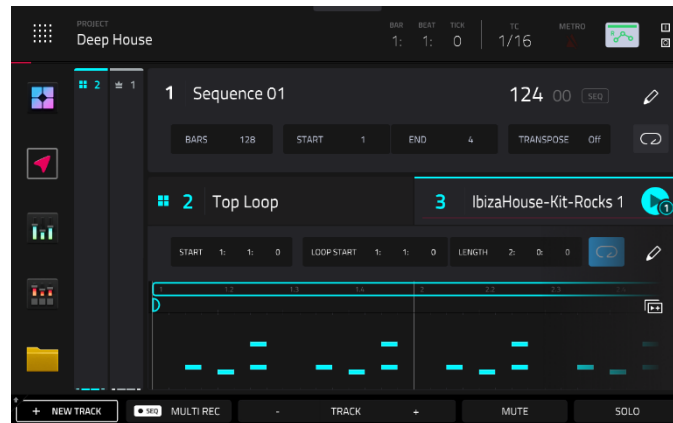 PROJECT
Deep House
BAR BEAT TICK
1: 1: 0
TC
1/16
METRO
2
1
1 Sequence 01
124 00 SEQ
BARS 128
START 1
END 4
TRANSPOSE Off
2 Top Loop
3 IbizaHouse-Kit-Rocks 1
1
START 1: 1: 0
LOOP START 1: 1: 0
LENGTH 2: 0: 0
1 1.2 1.3 1.4 2 2.2 2.3 2.4
+ NEW TRACK
SEQ MULTI REC
- TRACK +
MUTE
SOLO